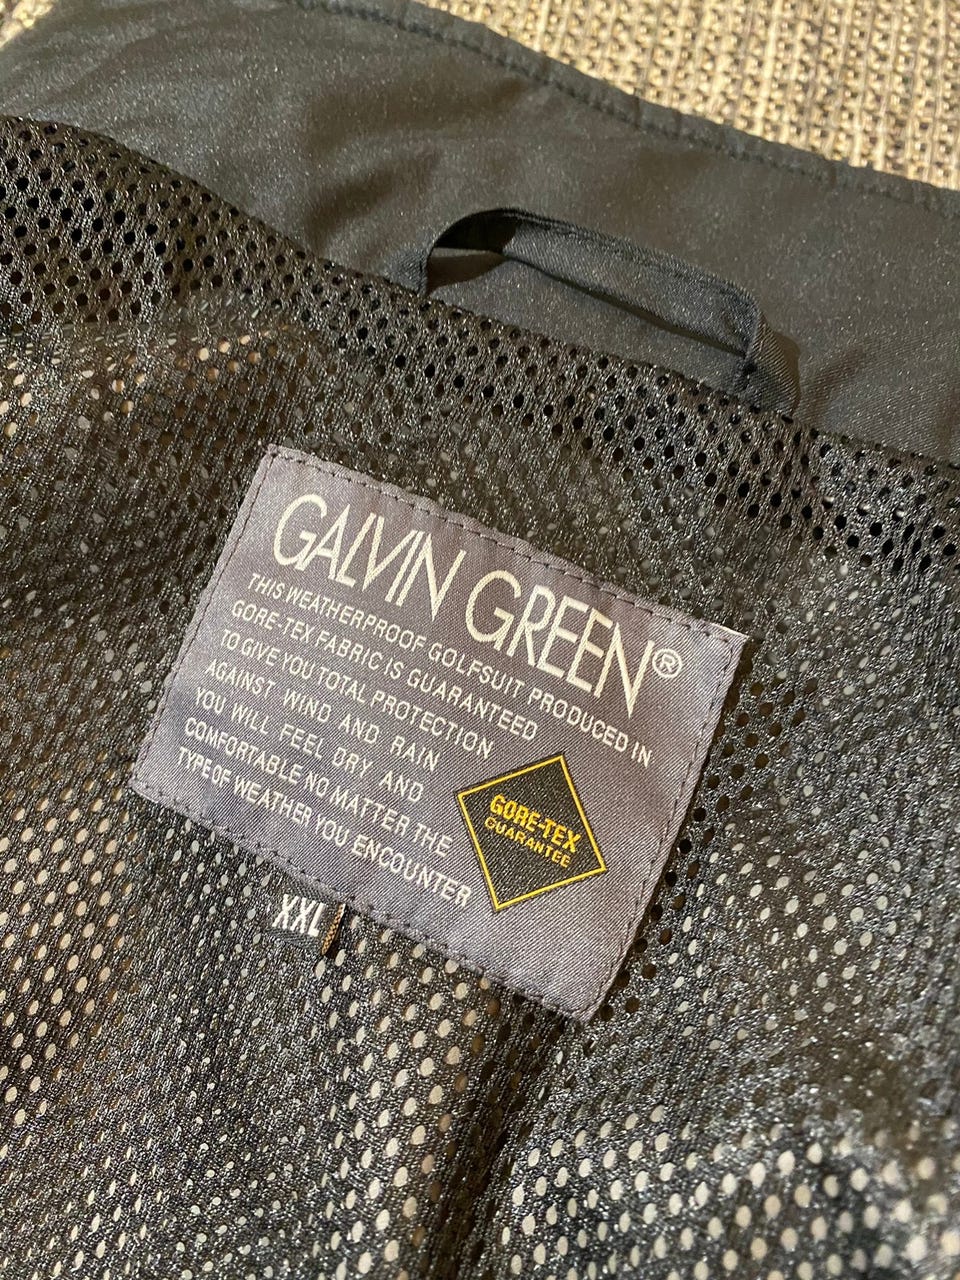 GALVIN GREEN®
THIS WEATHERPROOF GOLFSUIT PRODUCED IN
GORE-TEX FABRIC IS GUARANTEED
TO GIVE YOU TOTAL PROTECTION
AGAINST WIND AND RAIN
YOU WILL FEEL DRY AND
COMFORTABLE NO MATTER THE
TYPE OF WEATHER YOU ENCOUNTER
GORE-TEX
GUARANTEE
XXL